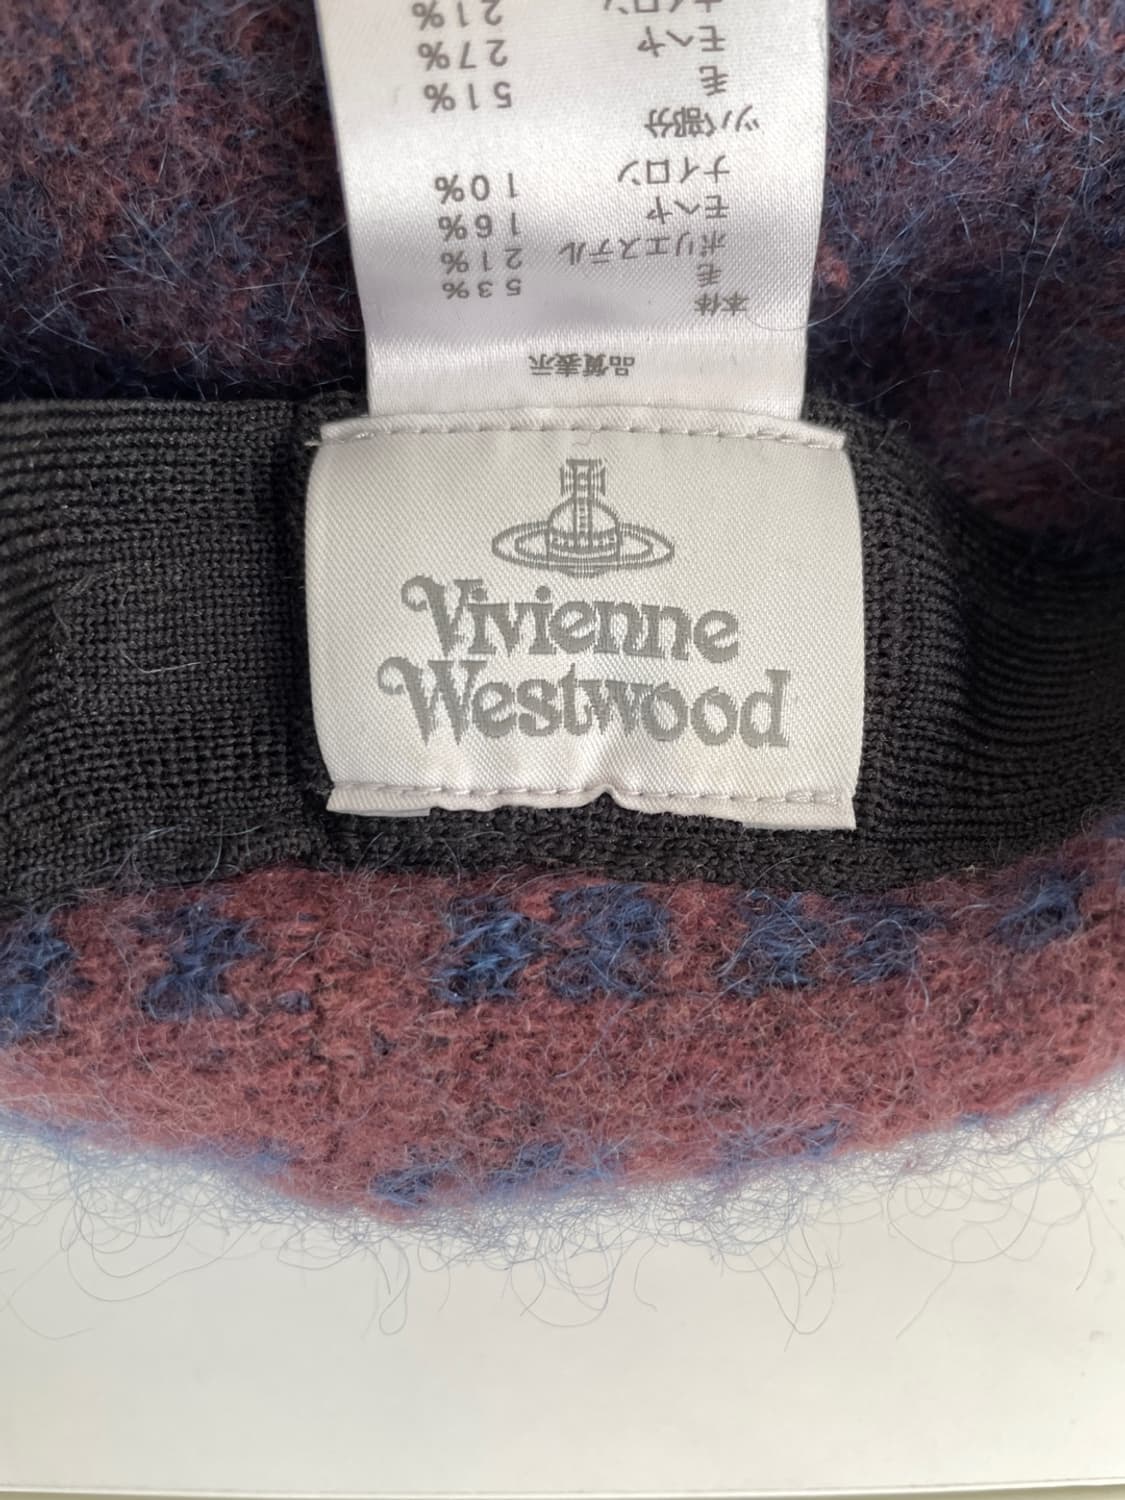 品質表示
本体
毛 53%
ポリエステル 21%
モヘヤ 16%
ナイロン 10%
ツバ部分
毛 51%
モヘヤ 27%
ナイロン 21%
Vivienne
Westwood